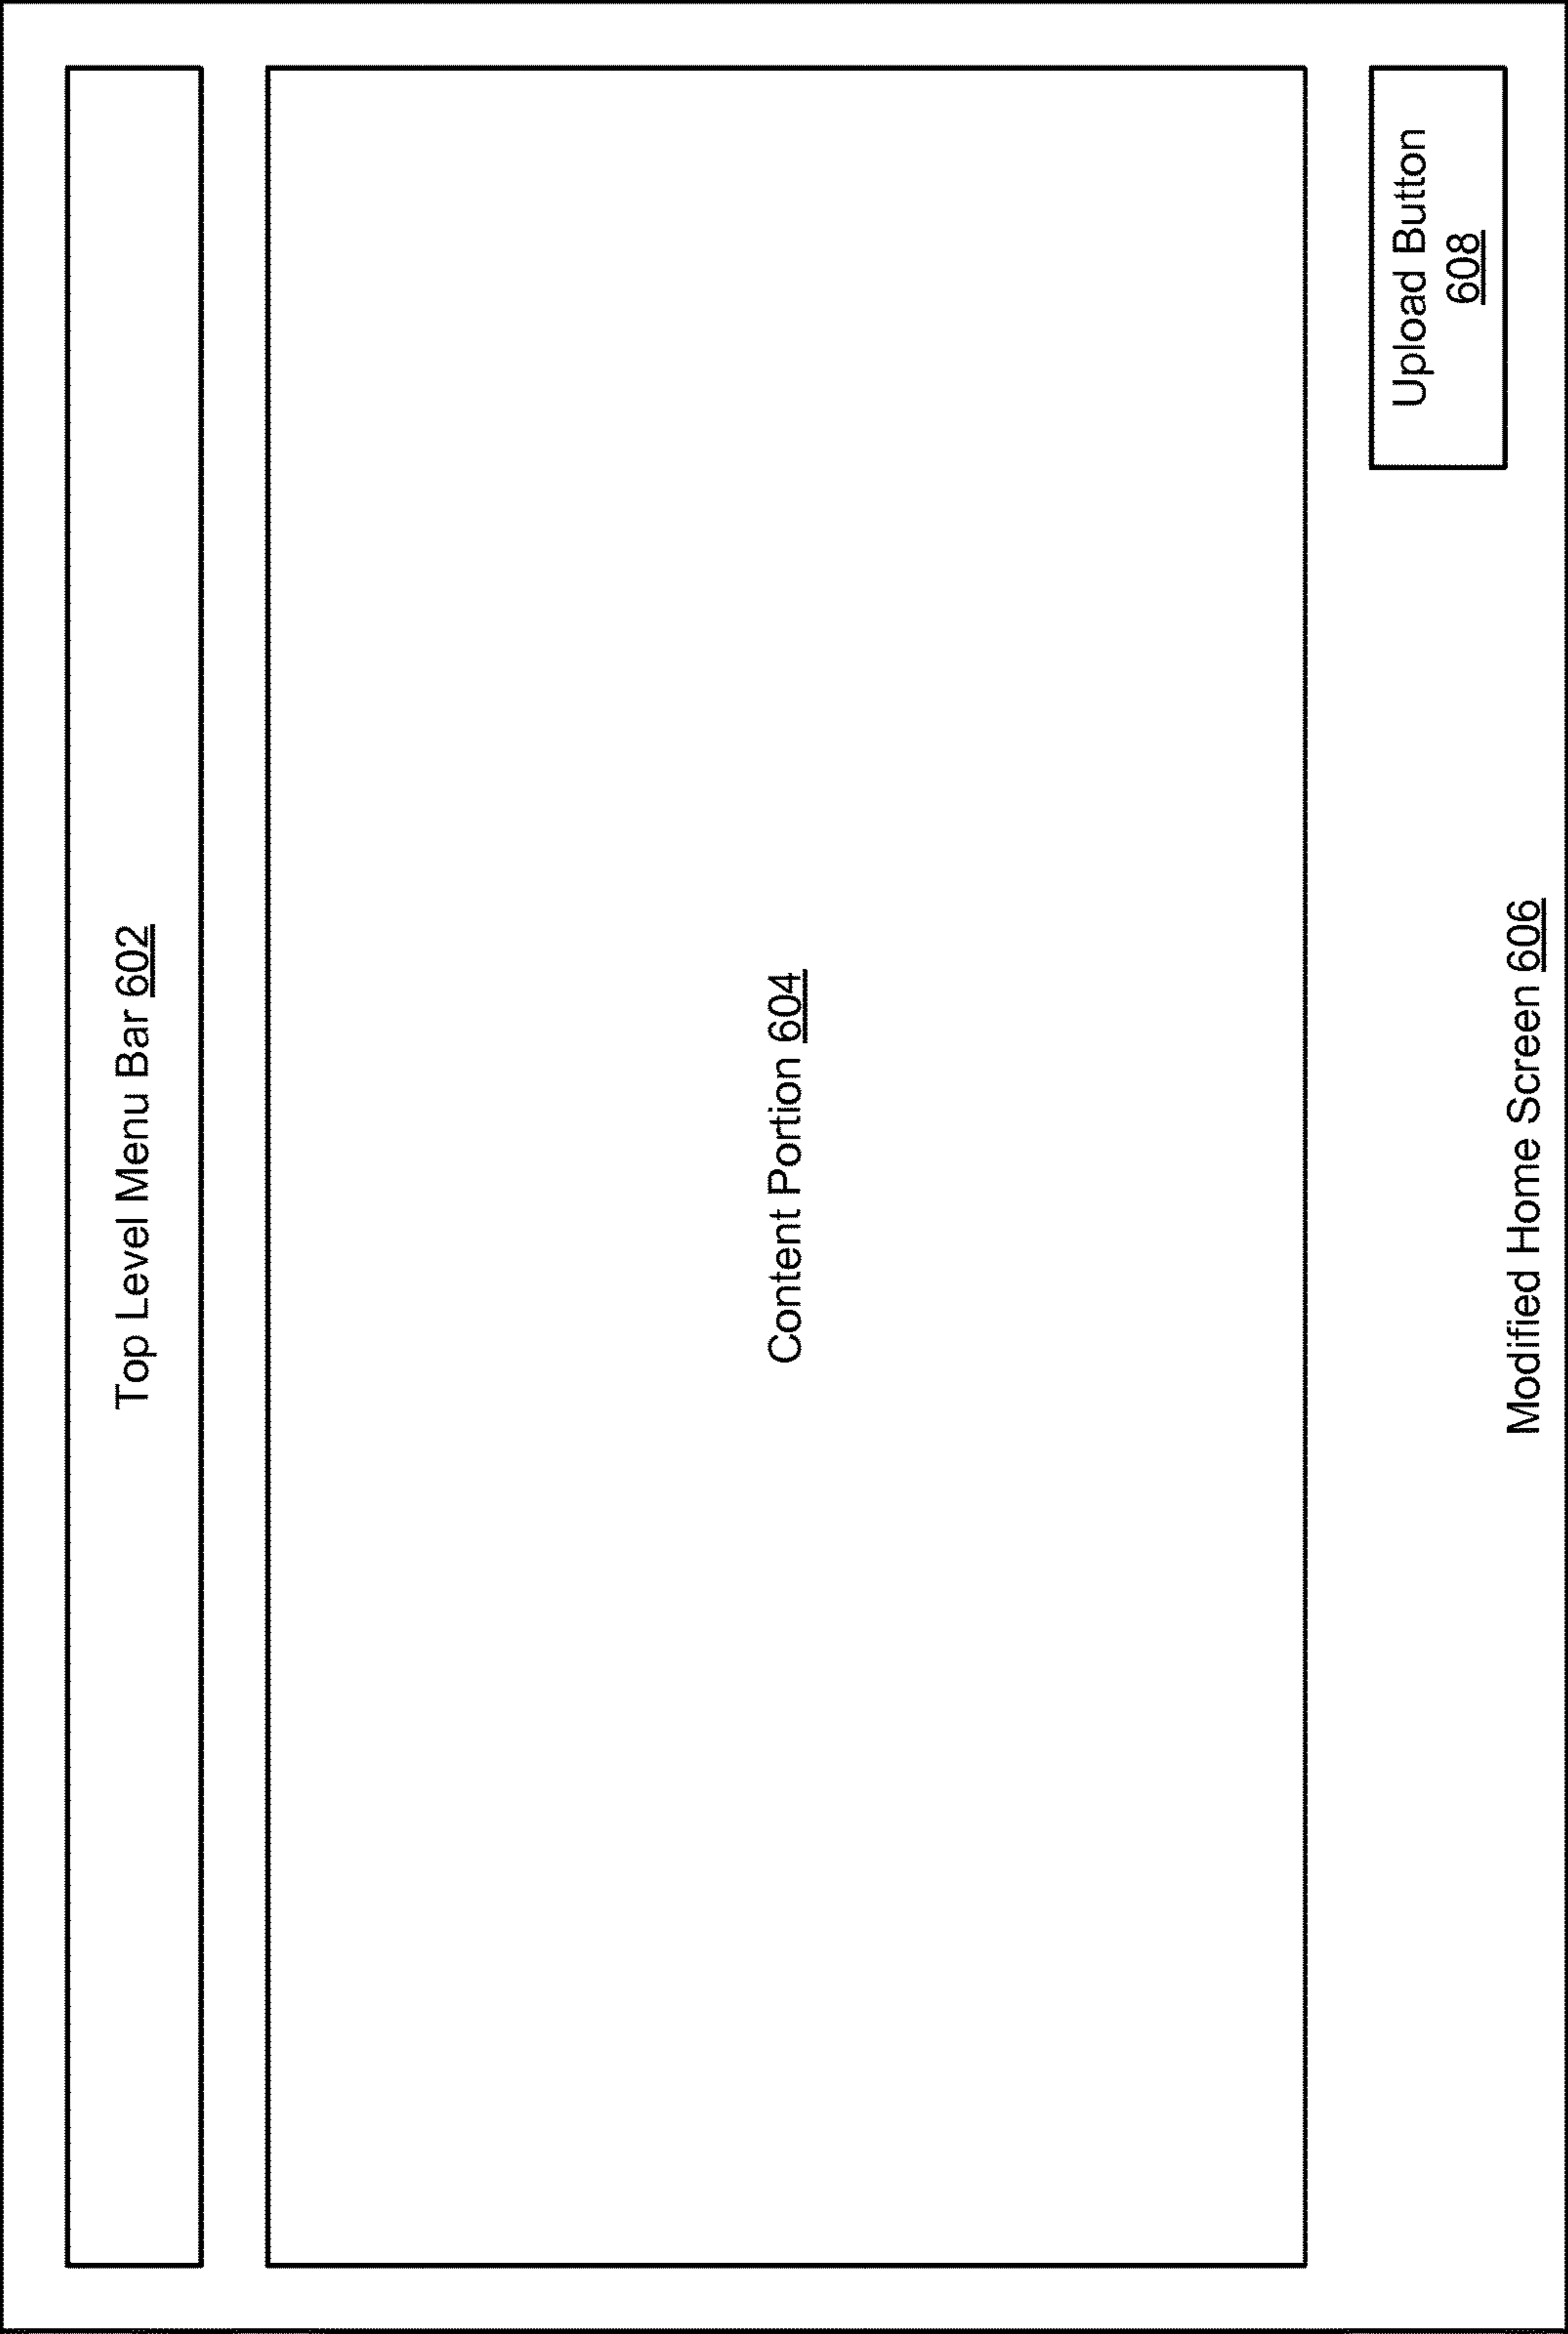 Top Level Menu Bar 602
Content Portion 604
Upload Button
608
Modified Home Screen 606